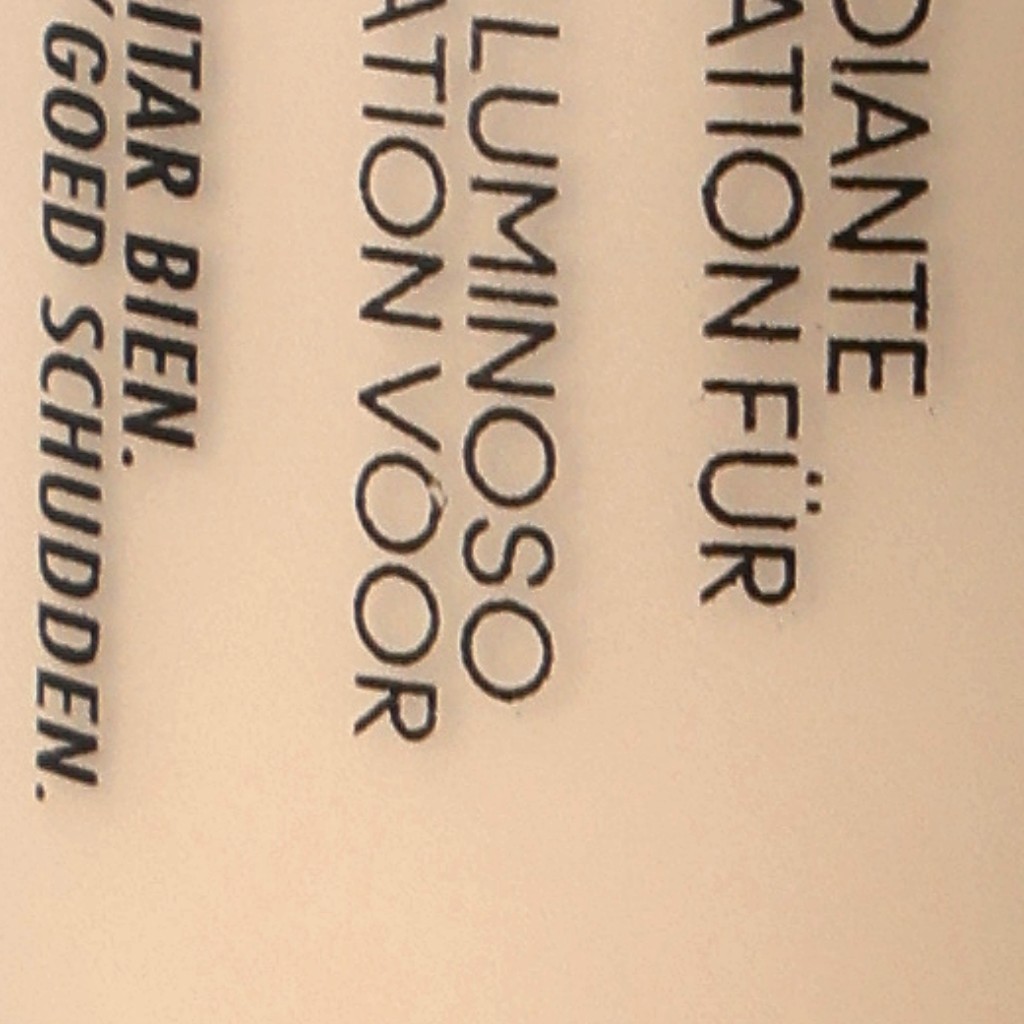 DIANTE
ATION FÜR
LUMINOSO
ATION VOOR
ITAR BIEN.
GOED SCHUDDEN.